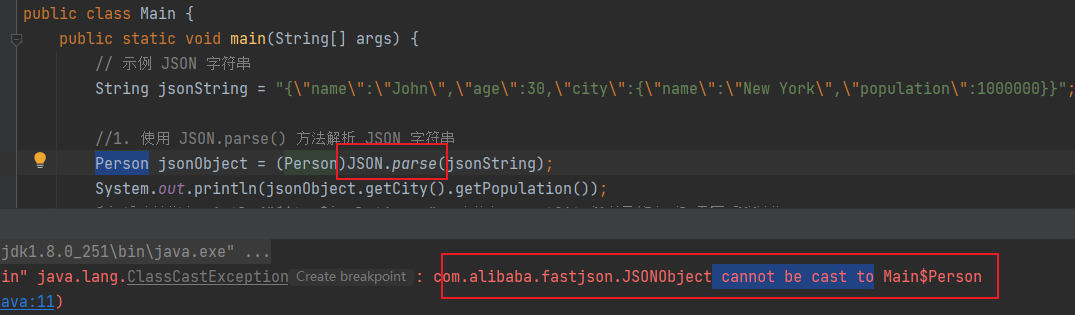 public class Main {
public static void main(String[] args) {
// 示例 JSON 字符串
String jsonString = "{\"name\":\"John\",\"age\":30,\"city\":{\"name\":\"New York\",\"population\":1000000}}";
//1. 使用 JSON.parse() 方法解析 JSON 字符串
Person jsonObject = (Person)JSON.parse(jsonString);
System.out.println(jsonObject.getCity().getPopulation());
jdk1.8.0_251\bin\java.exe" ...
in" java.lang.ClassCastException Create breakpoint : com.alibaba.fastjson.JSONObject cannot be cast to Main$Person
ava:11)